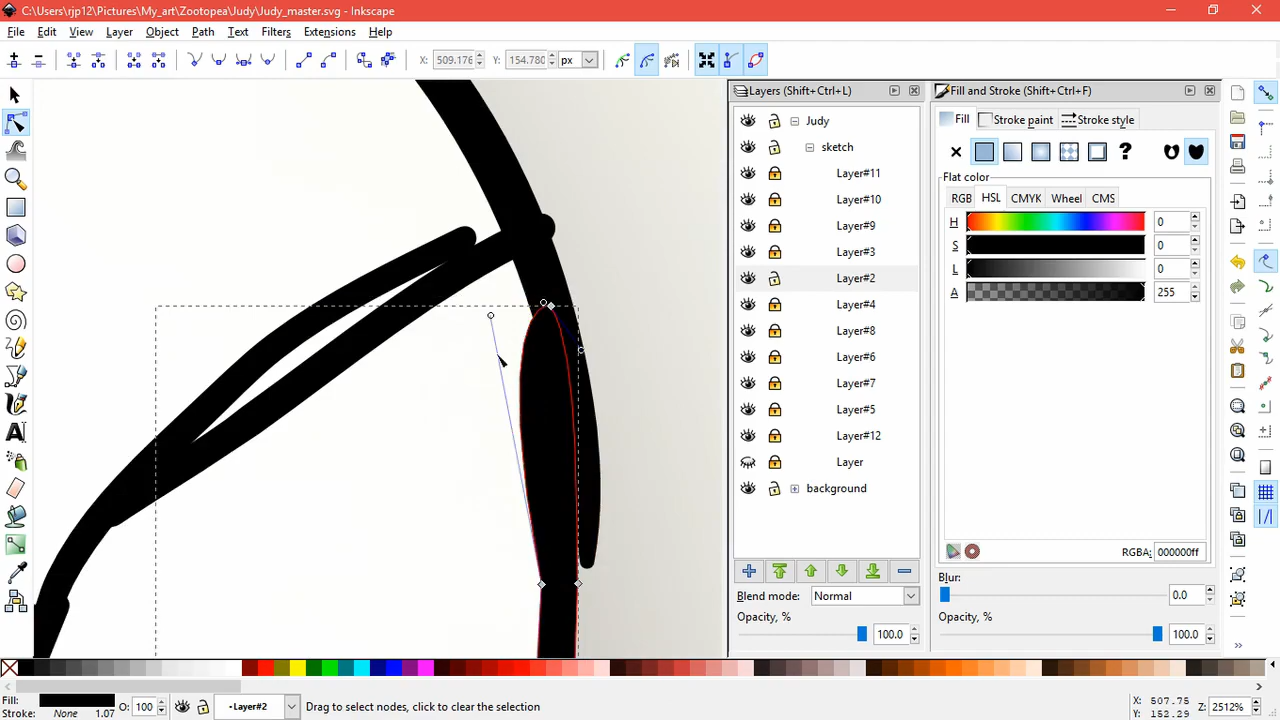 C:\Users\rjp12\Pictures\My_art\Zootopea\Judy\Judy_master.svg - Inkscape
File Edit View Layer Object Path Text Filters Extensions Help
X: 509.176 Y: 154.780 px
Layers (Shift+Ctrl+L)
Judy
sketch
Layer#11
Layer#10
Layer#9
Layer#3
Layer#2
Layer#4
Layer#8
Layer#6
Layer#7
Layer#5
Layer#12
Layer
background
Blend mode: Normal
Opacity, % 100.0
Fill and Stroke (Shift+Ctrl+F)
Fill Stroke paint Stroke style
?
Flat color
RGB HSL CMYK Wheel CMS
H 0
S 0
L 0
A 255
RGBA: 000000ff
Blur:
0.0
Opacity, %
100.0
Fill:
Stroke: None 1.07
O: 100
•Layer#2
Drag to select nodes, click to clear the selection
X: 507.75
Y: 152.29
Z: 2512%